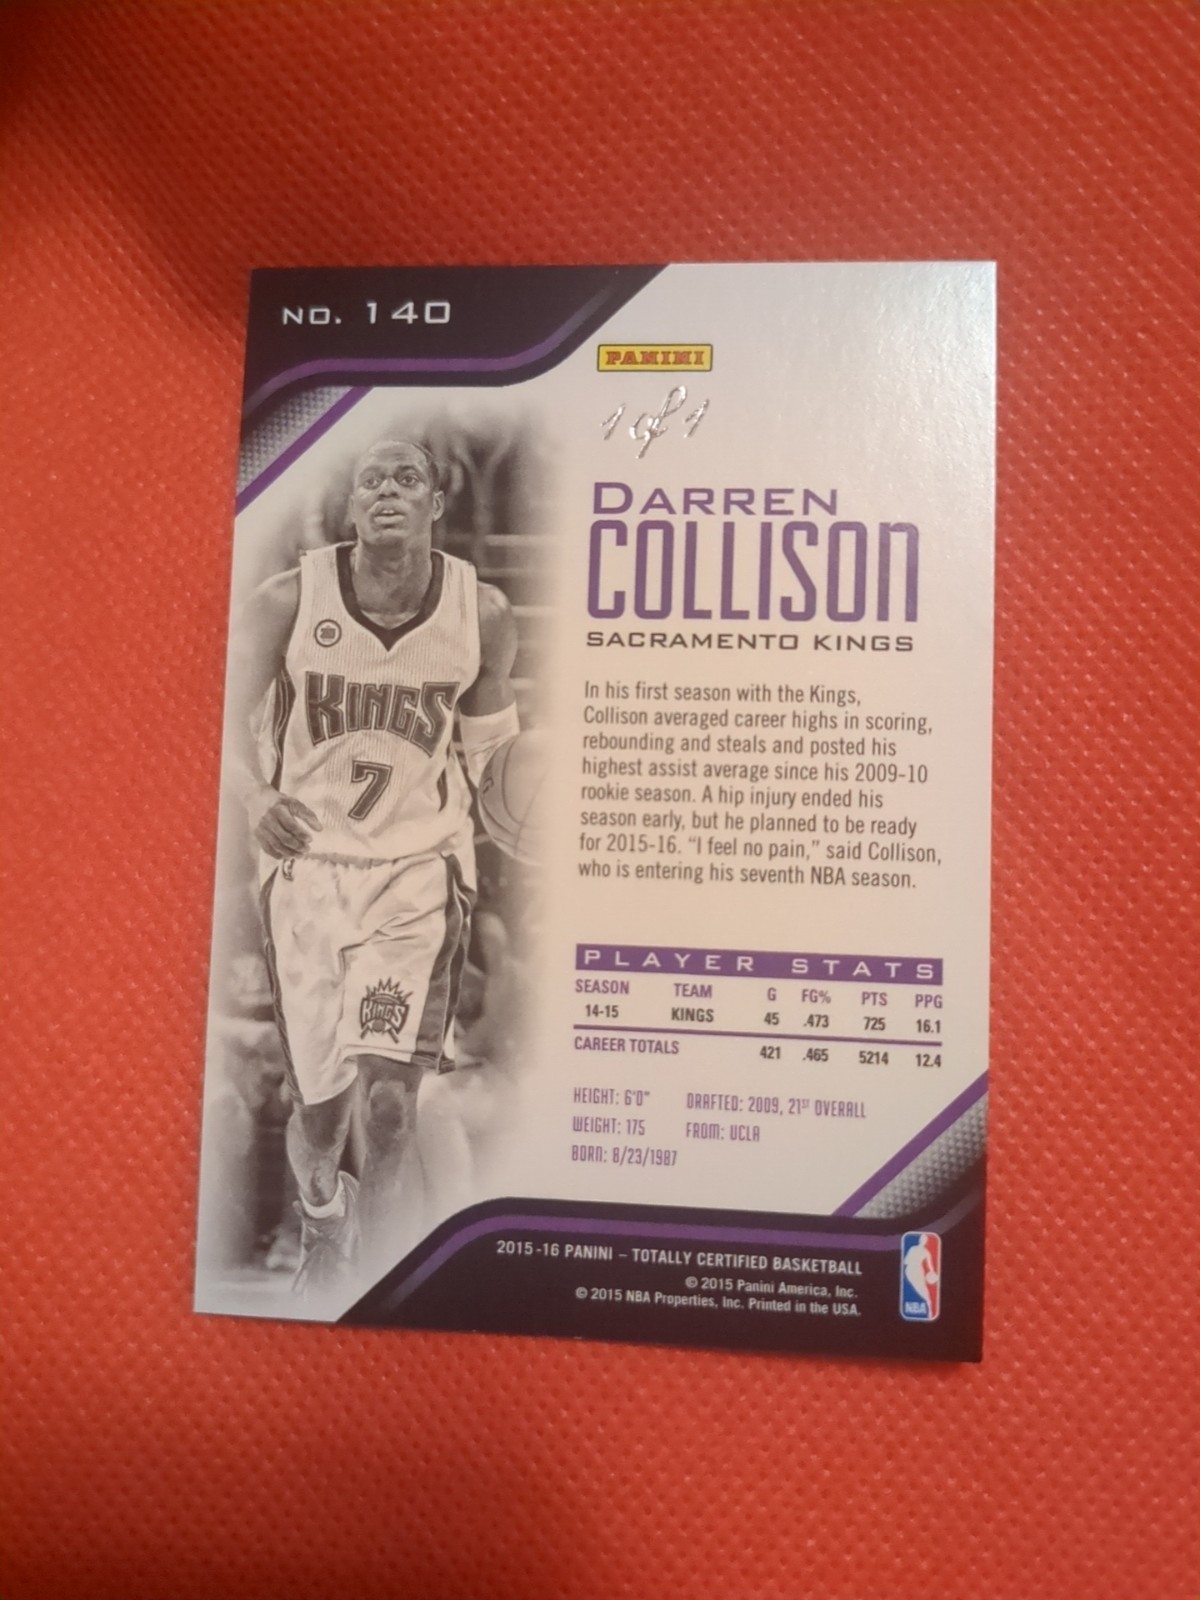 NO. 140
PANINI
1 of 1
DARREN
COLLISON
SACRAMENTO KINGS
In his first season with the Kings,
Collison averaged career highs in scoring,
rebounding and steals and posted his
highest assist average since his 2009-10
rookie season. A hip injury ended his
season early, but he planned to be ready
for 2015-16. “I feel no pain,” said Collison,
who is entering his seventh NBA season.
KINGS
7
KINGS
PLAYER STATS
SEASON TEAM G FG% PTS PPG
14-15 KINGS 45 .473 725 16.1
CAREER TOTALS 421 .465 5214 12.4
HEIGHT: 6'0" DRAFTED: 2009, 21ST OVERALL
WEIGHT: 175 FROM: UCLA
BORN: 8/23/1987
2015-16 PANINI – TOTALLY CERTIFIED BASKETBALL
© 2015 Panini America, Inc.
© 2015 NBA Properties, Inc. Printed in the USA.
NBA